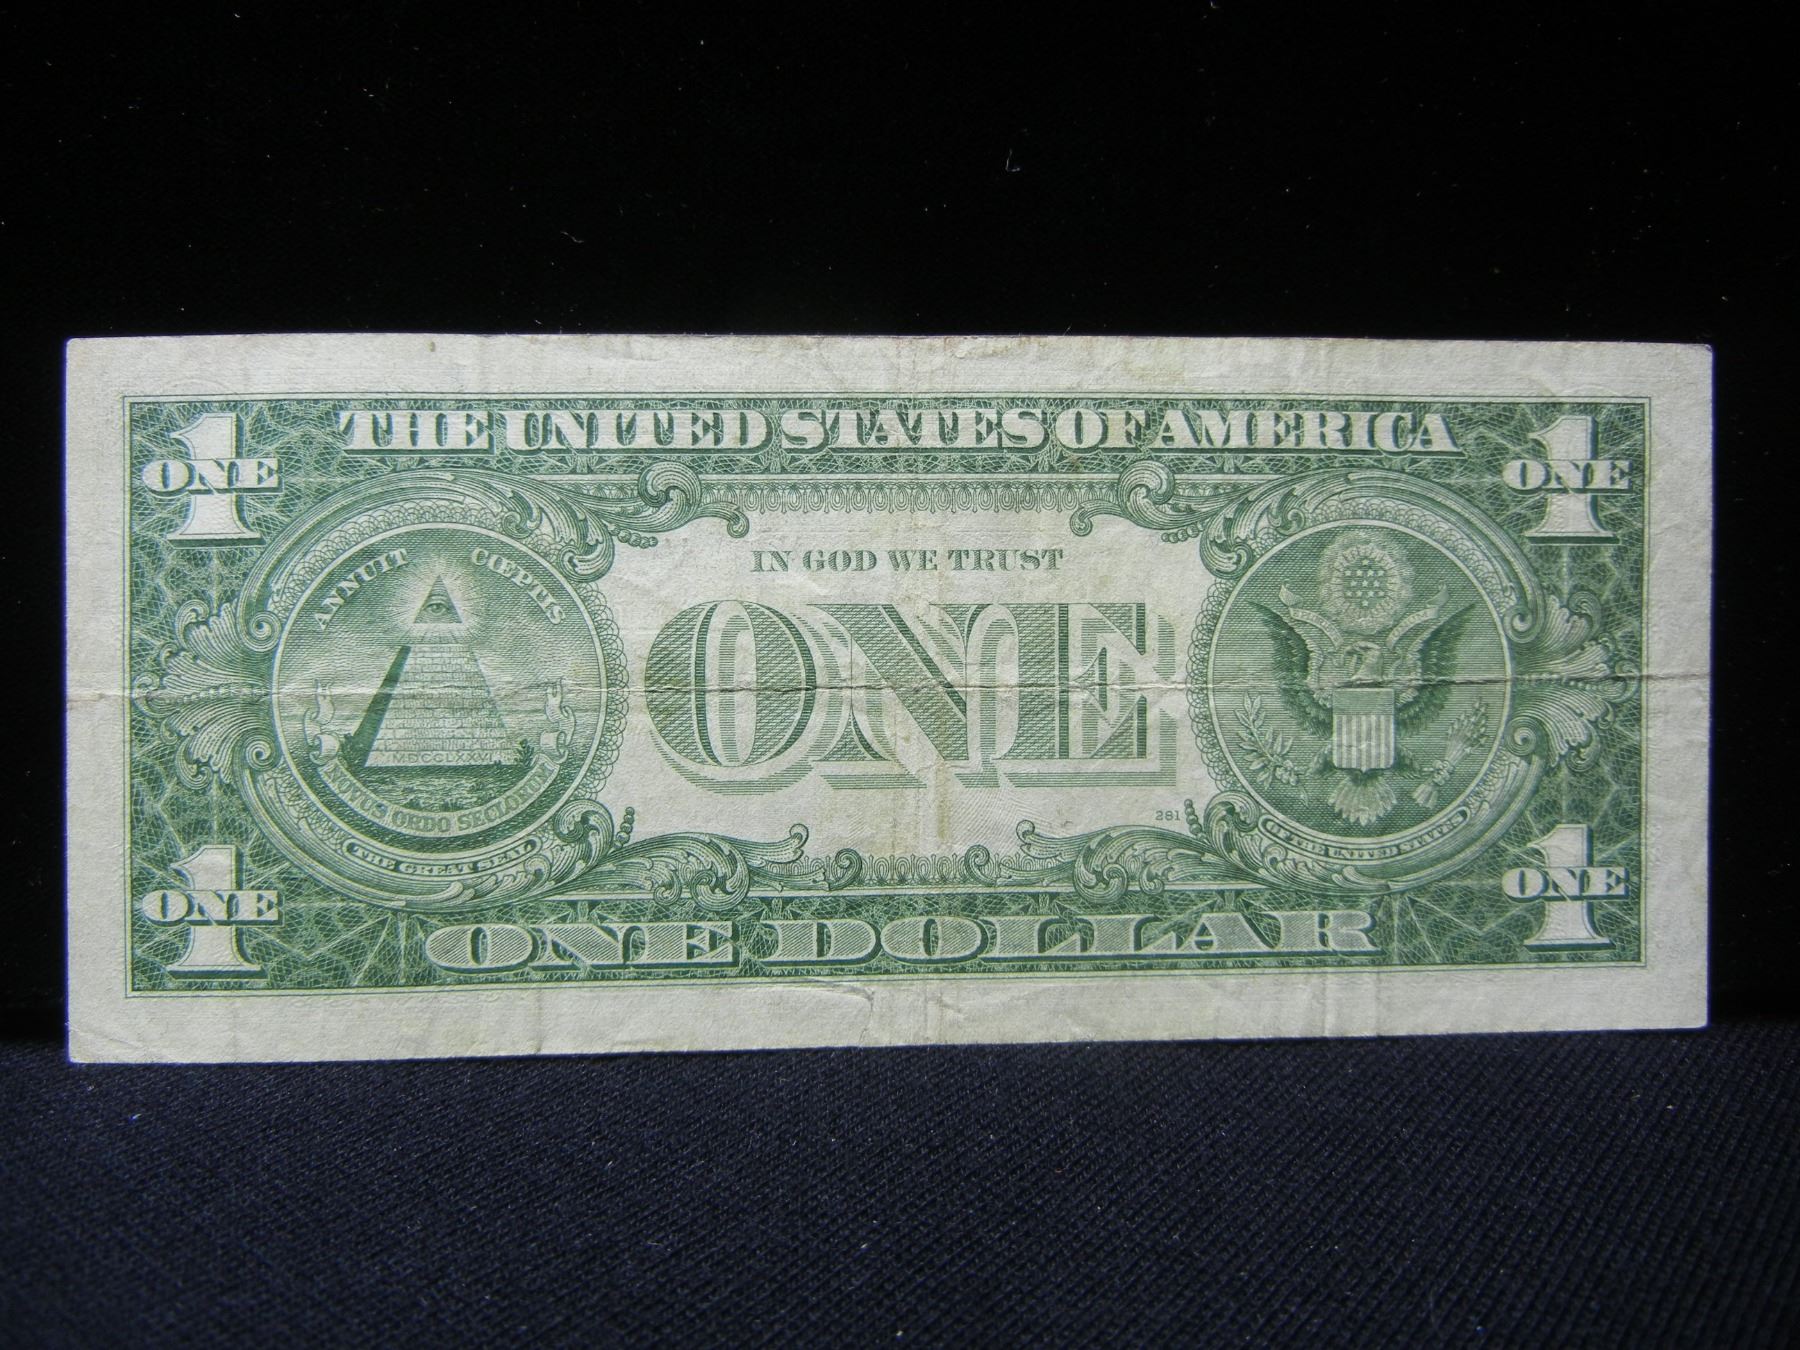 THE UNITED STATES OF AMERICA
1
ONE
1
ONE
ANNUIT CŒPTIS
IN GOD WE TRUST
ONE
MDCCLXXVI
NOVUS ORDO SECLORUM
THE GREAT SEAL
281
OF THE UNITED STATES
1
ONE
1
ONE
ONE DOLLAR